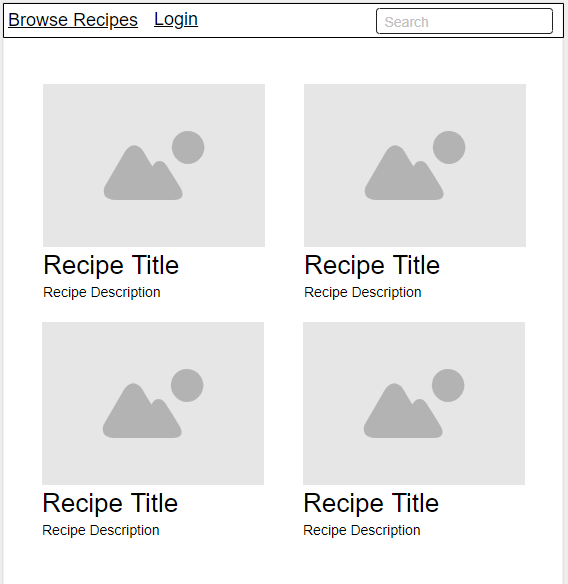 Browse Recipes Login Search
Recipe Title Recipe Title
Recipe Description Recipe Description
Recipe Title Recipe Title
Recipe Description Recipe Description